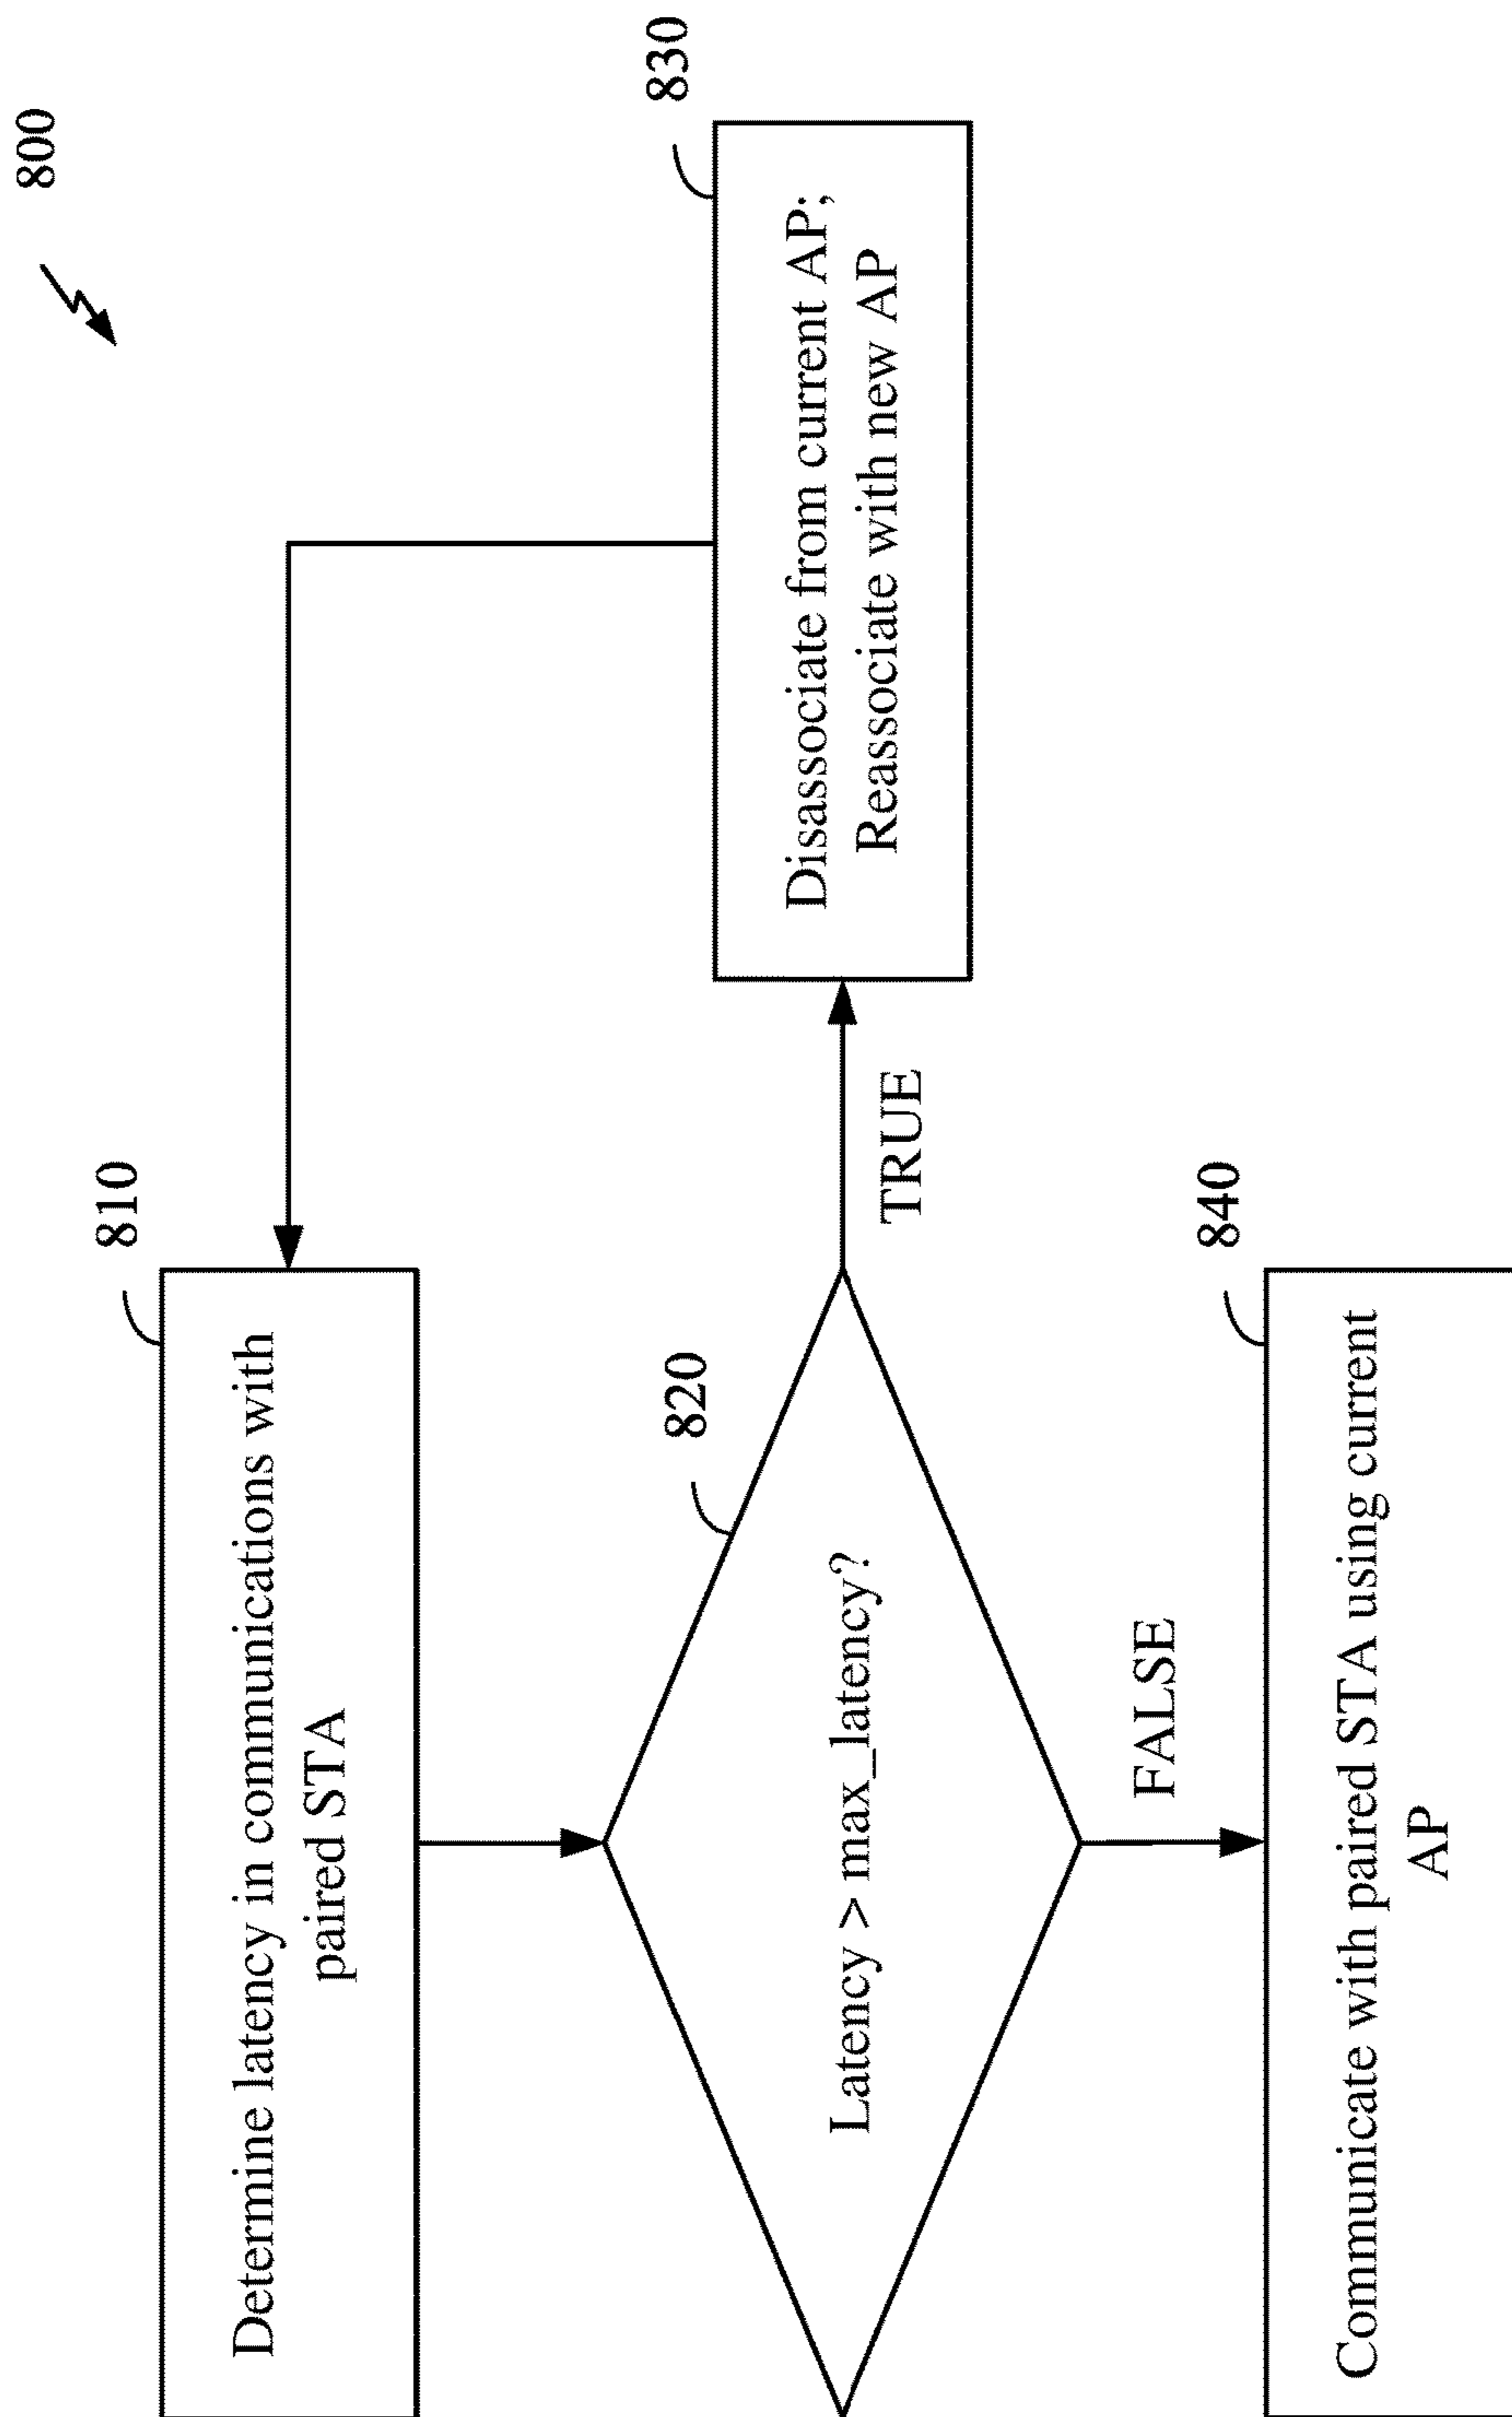 800
810
Determine latency in communications with
paired STA
820
Latency > max_latency?
TRUE
830
Disassociate from current AP;
Reassociate with new AP
FALSE
840
Communicate with paired STA using current
AP